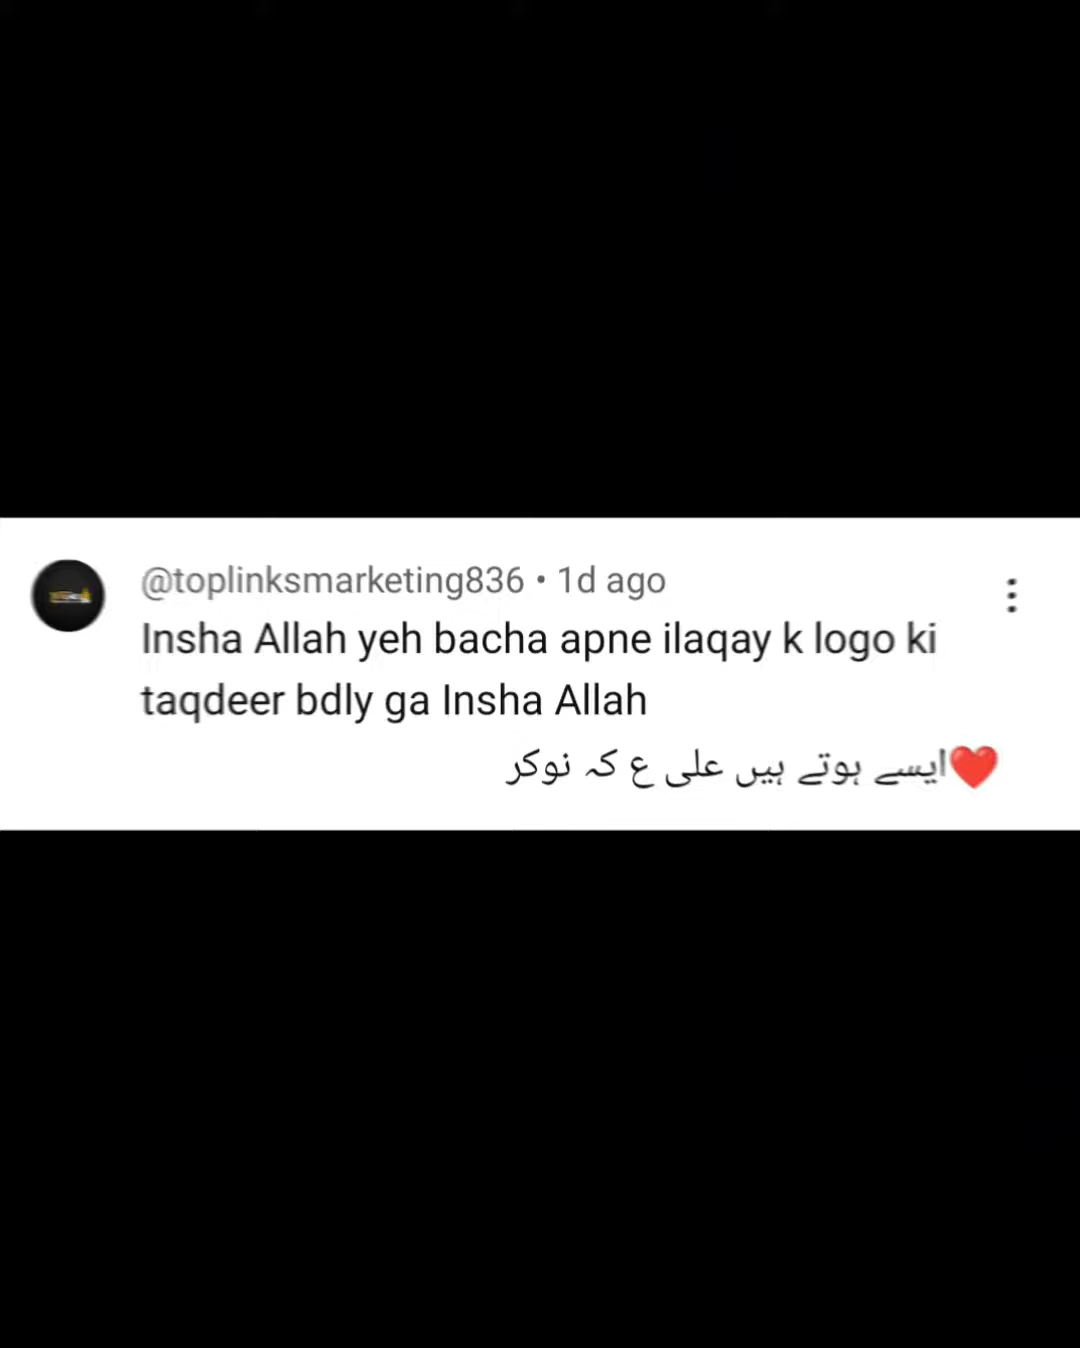 @toplinksmarketing836 • 1d ago
Insha Allah yeh bacha apne ilaqay k logo ki
taqdeer bdly ga Insha Allah
❤️ایسے ہوتے ہیں علی ع کہ نوکر